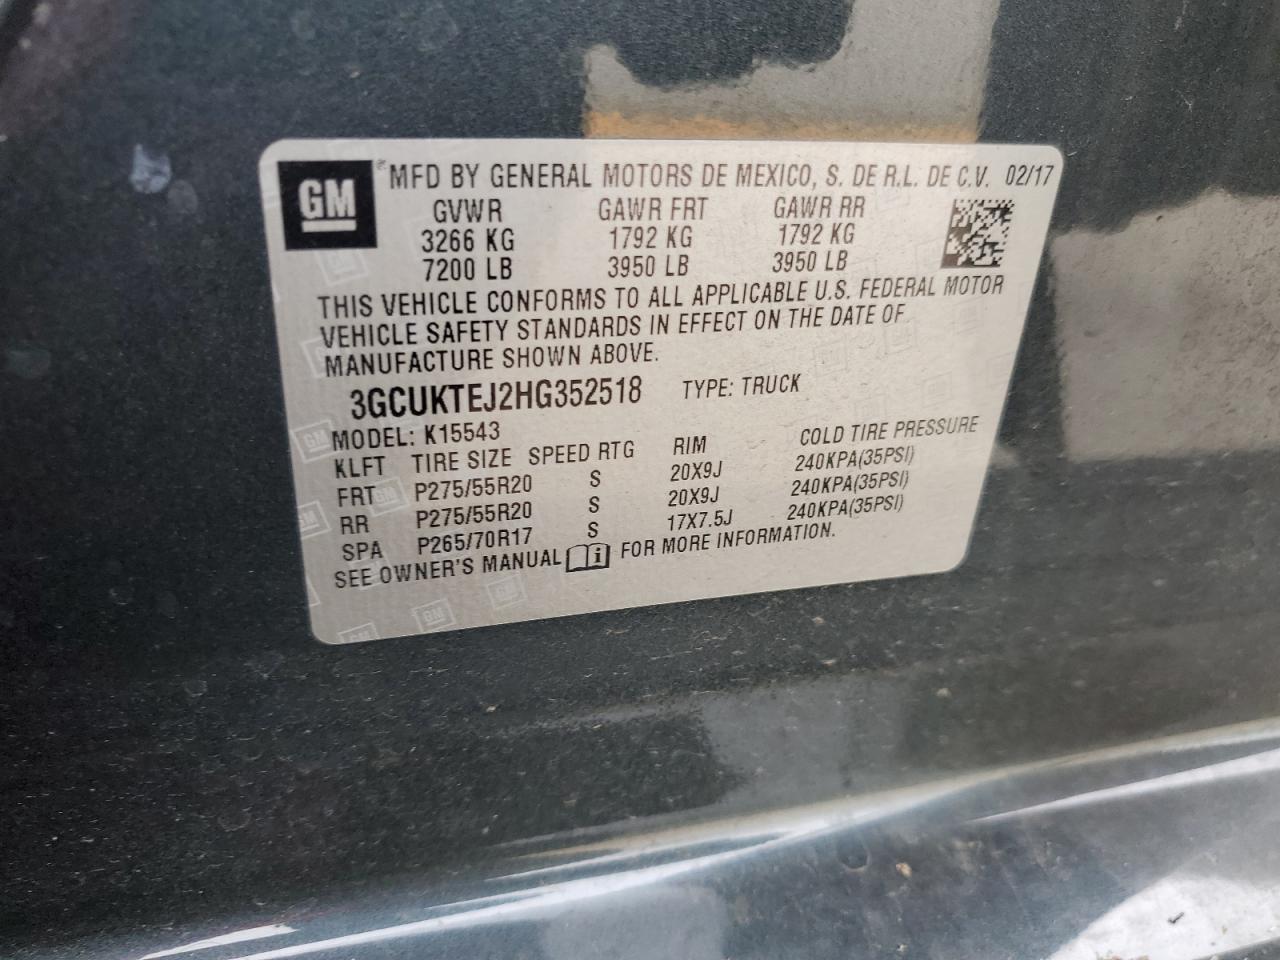 GM MFD BY GENERAL MOTORS DE MEXICO, S. DE R.L. DE C.V. 02/17
GVWR GAWR FRT GAWR RR
3266 KG 1792 KG 1792 KG
7200 LB 3950 LB 3950 LB
THIS VEHICLE CONFORMS TO ALL APPLICABLE U.S. FEDERAL MOTOR
VEHICLE SAFETY STANDARDS IN EFFECT ON THE DATE OF
MANUFACTURE SHOWN ABOVE.
3GCUKTEJ2HG352518 TYPE: TRUCK
MODEL: K15543
KLFT TIRE SIZE SPEED RTG RIM COLD TIRE PRESSURE
FRT P275/55R20 S 20X9J 240KPA(35PSI)
RR P275/55R20 S 20X9J 240KPA(35PSI)
SPA P265/70R17 S 17X7.5J 240KPA(35PSI)
SEE OWNER'S MANUAL FOR MORE INFORMATION.